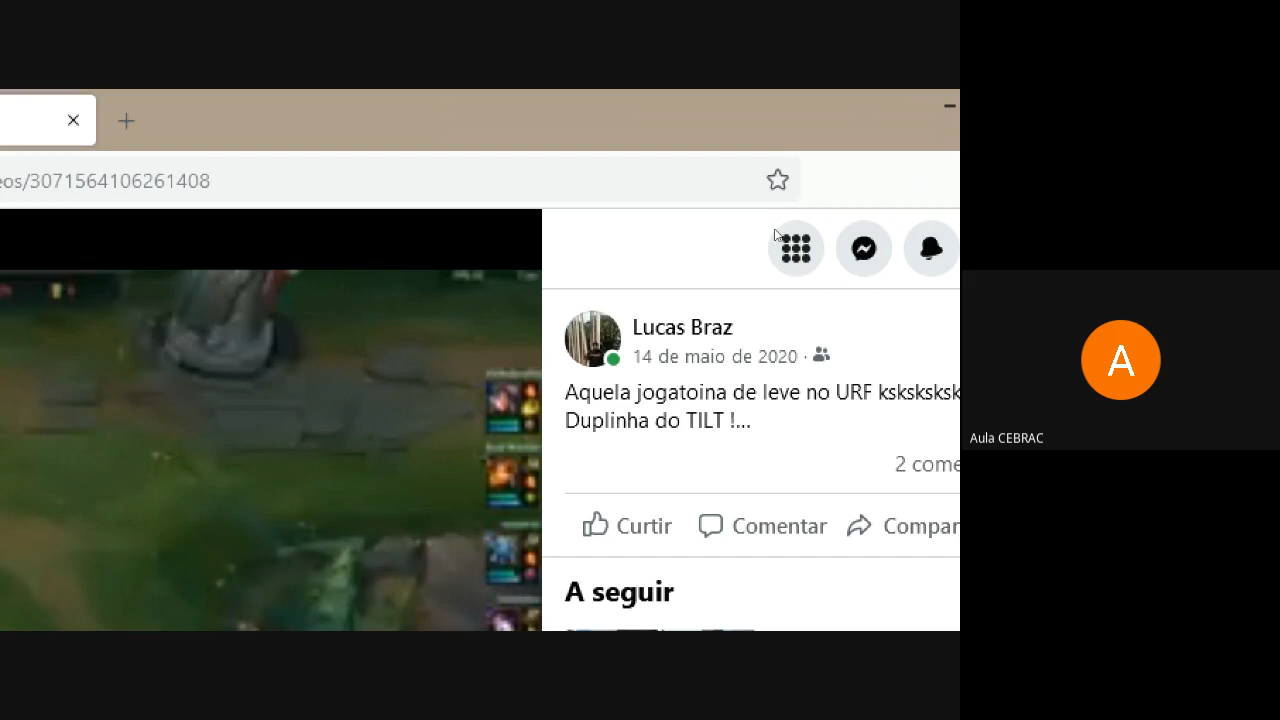 eos/3071564106261408
Lucas Braz
14 de maio de 2020 ·
Aquela jogatoina de leve no URF ksksksksk
Duplinha do TILT !...
2 come
Curtir Comentar Compar
A seguir
A
Aula CEBRAC